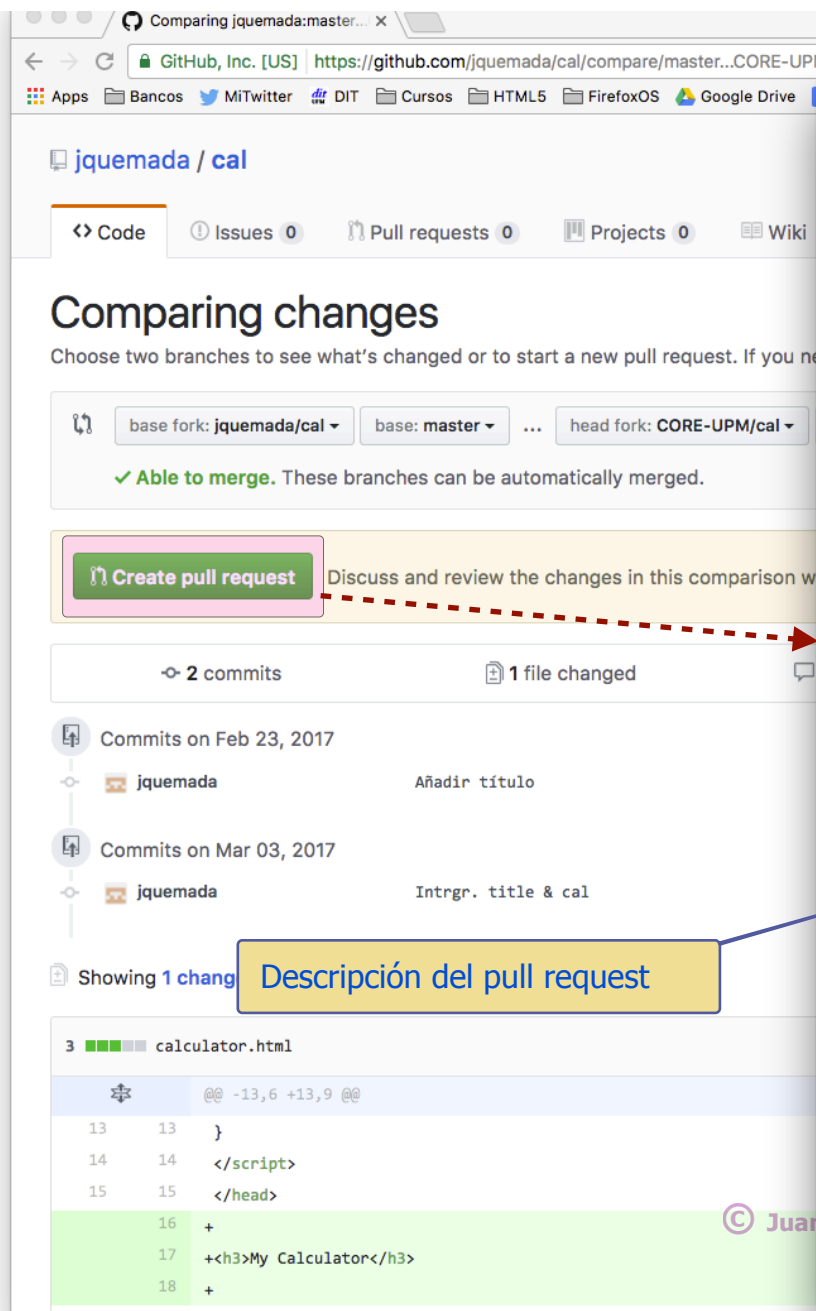 Comparing jquemada:master...
GitHub, Inc. [US] https://github.com/jquemada/cal/compare/master...CORE-UP
Apps Bancos MiTwitter dit UPM DIT Cursos HTML5 FirefoxOS Google Drive
jquemada / cal
<> Code Issues 0 Pull requests 0 Projects 0 Wiki
Comparing changes
Choose two branches to see what's changed or to start a new pull request. If you ne
base fork: jquemada/cal base: master ... head fork: CORE-UPM/cal
✓ Able to merge. These branches can be automatically merged.
Create pull request Discuss and review the changes in this comparison w
2 commits 1 file changed
Commits on Feb 23, 2017
jquemada Añadir título
Commits on Mar 03, 2017
jquemada Intrgr. title & cal
Showing 1 chang
Descripción del pull request
3 calculator.html
@@ -13,6 +13,9 @@
13 13 }
14 14 </script>
15 15 </head>
16 +
17 +<h3>My Calculator</h3>
18 +
© Juan